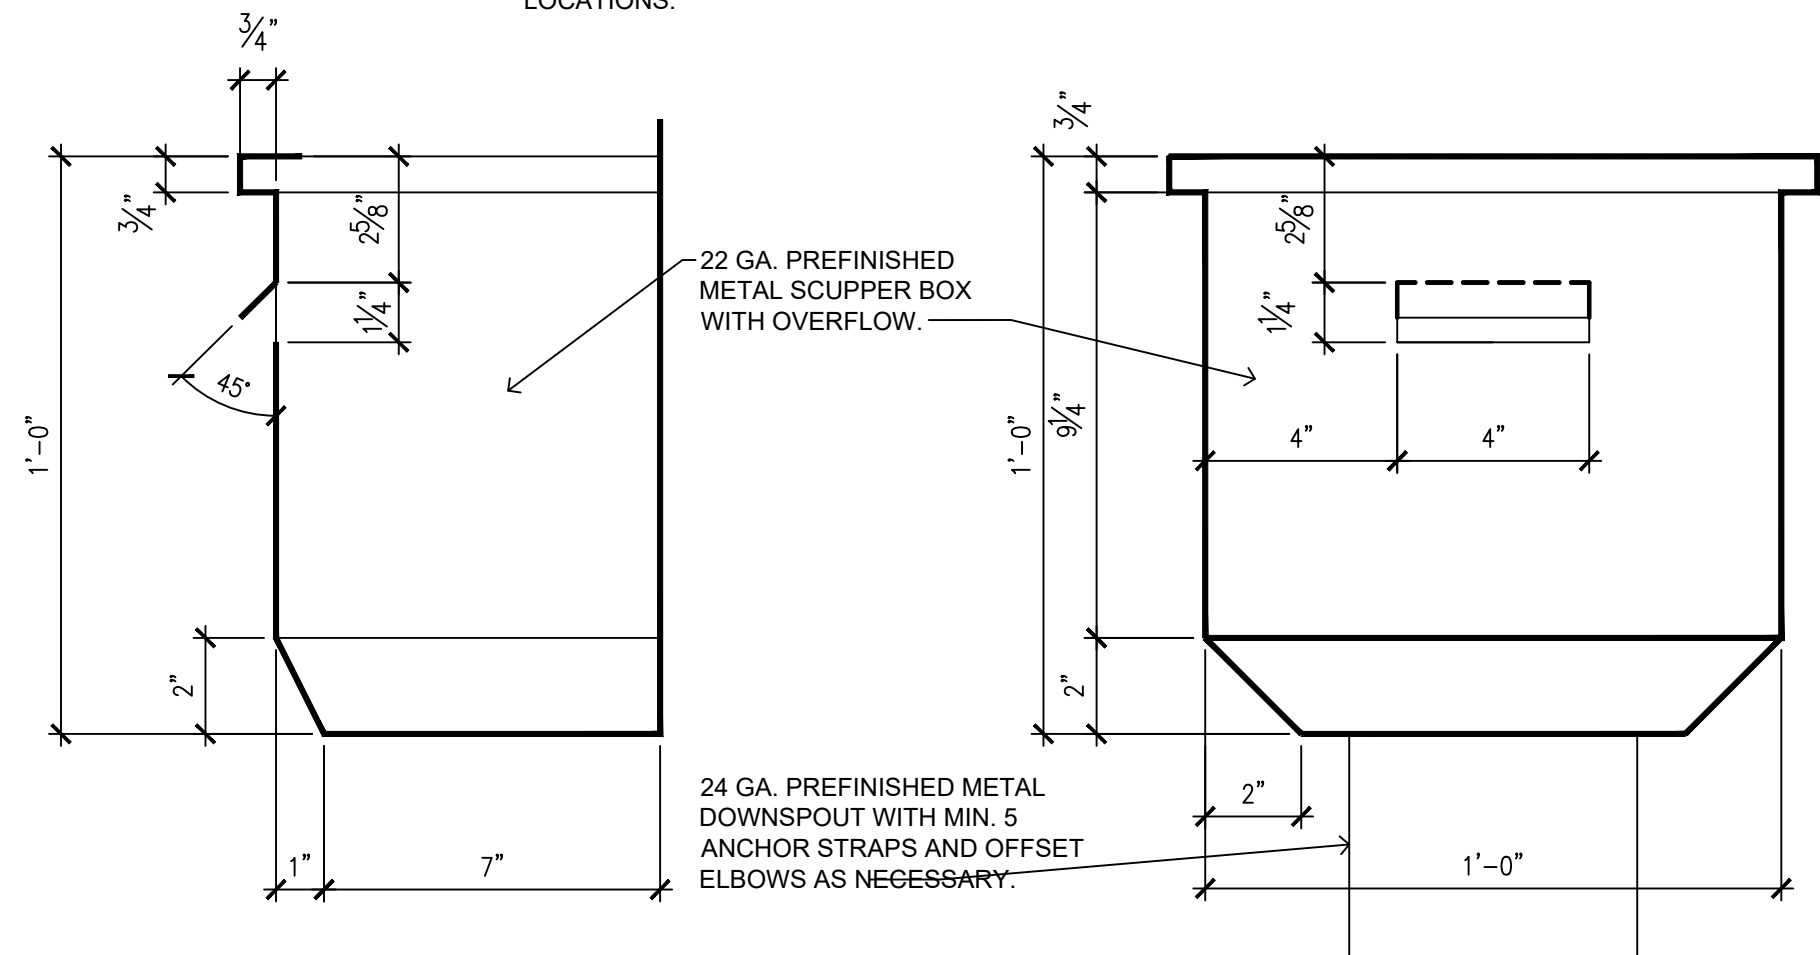 LOCATIONS.
3/4"
3/4"
2 5/8"
1 1/4"
45°
1'-0"
2"
1"
7"
22 GA. PREFINISHED
METAL SCUPPER BOX
WITH OVERFLOW.
24 GA. PREFINISHED METAL
DOWNSPOUT WITH MIN. 5
ANCHOR STRAPS AND OFFSET
ELBOWS AS NECESSARY.
3/4"
2 5/8"
1 1/4"
1'-0"
9 1/4"
4"
4"
2"
2"
1'-0"